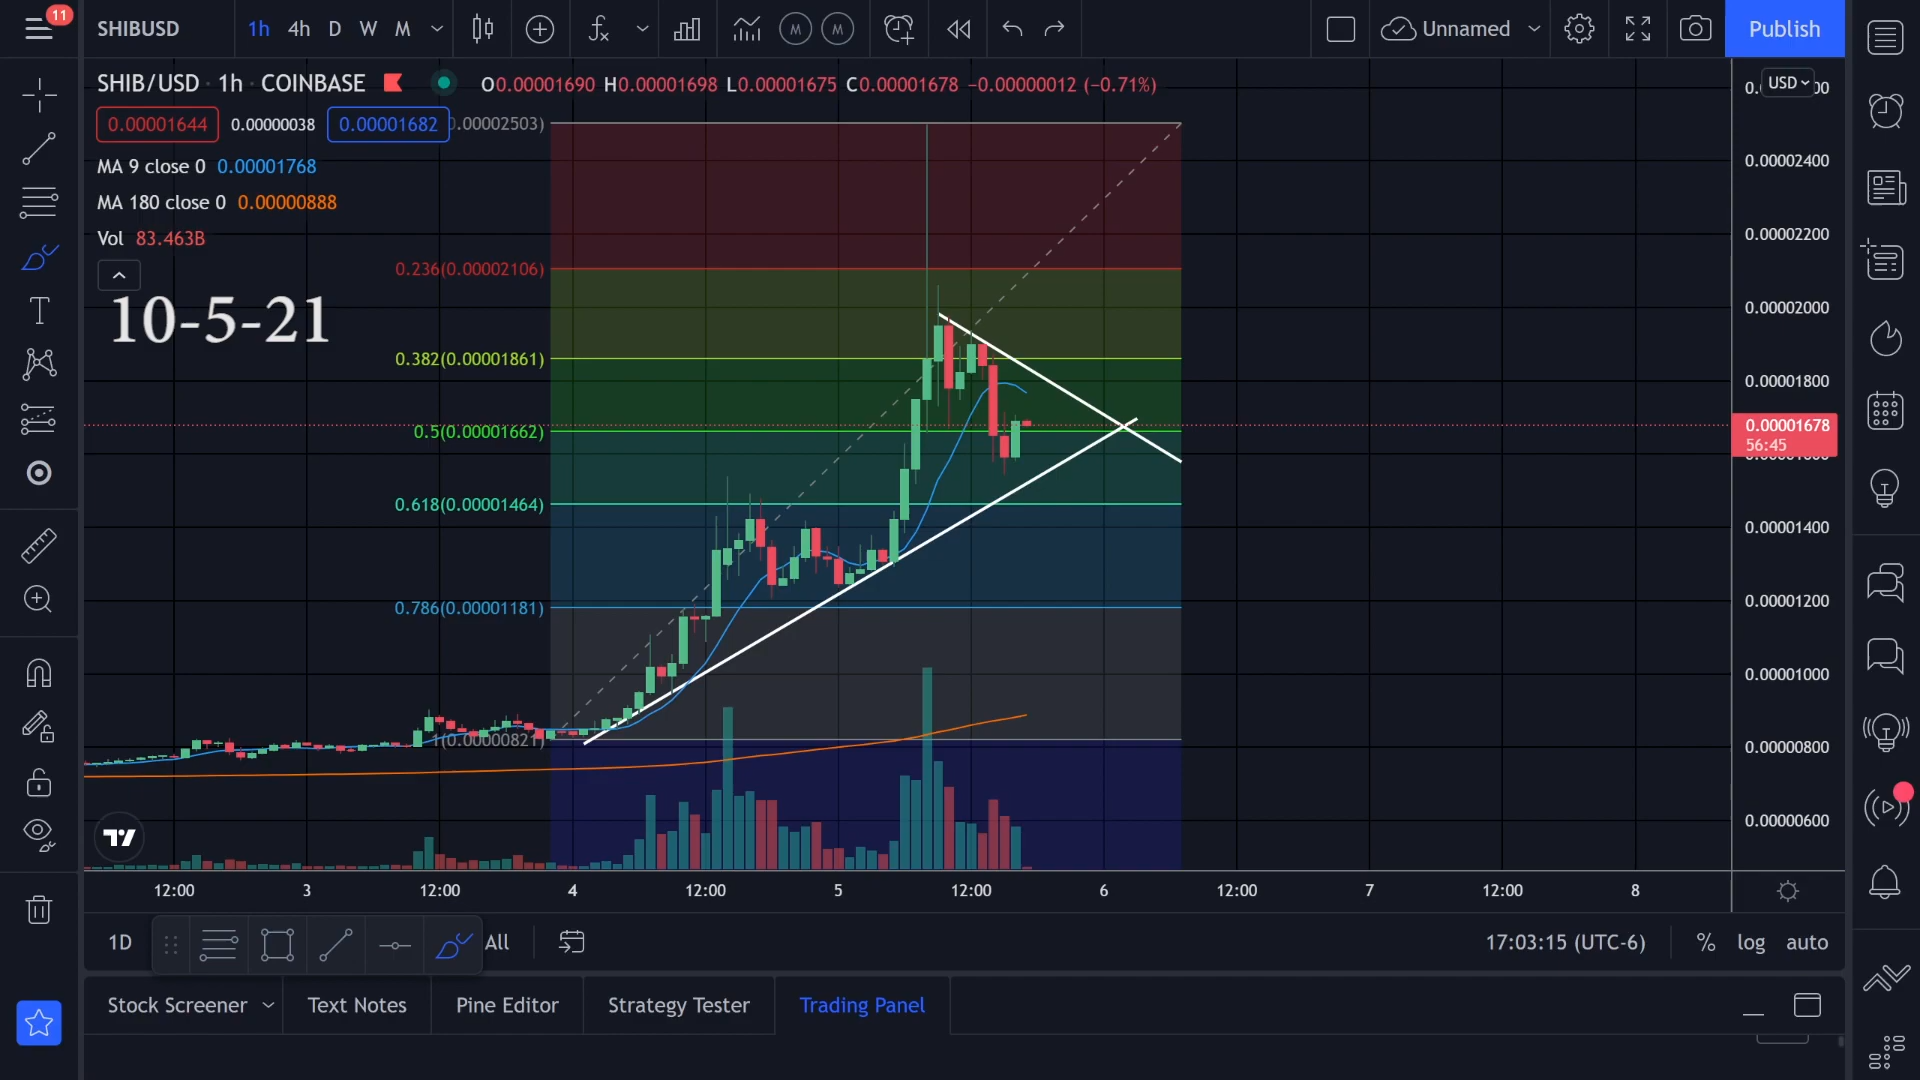 11
SHIBUSD 1h 4h D W M M M Unnamed Publish
SHIB/USD · 1h · COINBASE O0.00001690 H0.00001698 L0.00001675 C0.00001678 −0.00000012 (−0.71%)
USD
0.00001644 0.00000038 0.00001682 0.00002503)
MA 9 close 0 0.00001768
MA 180 close 0 0.00000888
Vol 83.463B
10-5-21
0.236(0.00002106)
0.382(0.00001861)
0.5(0.00001662)
0.618(0.00001464)
0.786(0.00001181)
1(0.00000821)
0.00002400
0.00002200
0.00002000
0.00001800
0.00001678
56:45
0.00001400
0.00001200
0.00001000
0.00000800
0.00000600
12:00 3 12:00 4 12:00 5 12:00 6 12:00 7 12:00 8
1D All 17:03:15 (UTC-6) % log auto
Stock Screener Text Notes Pine Editor Strategy Tester Trading Panel